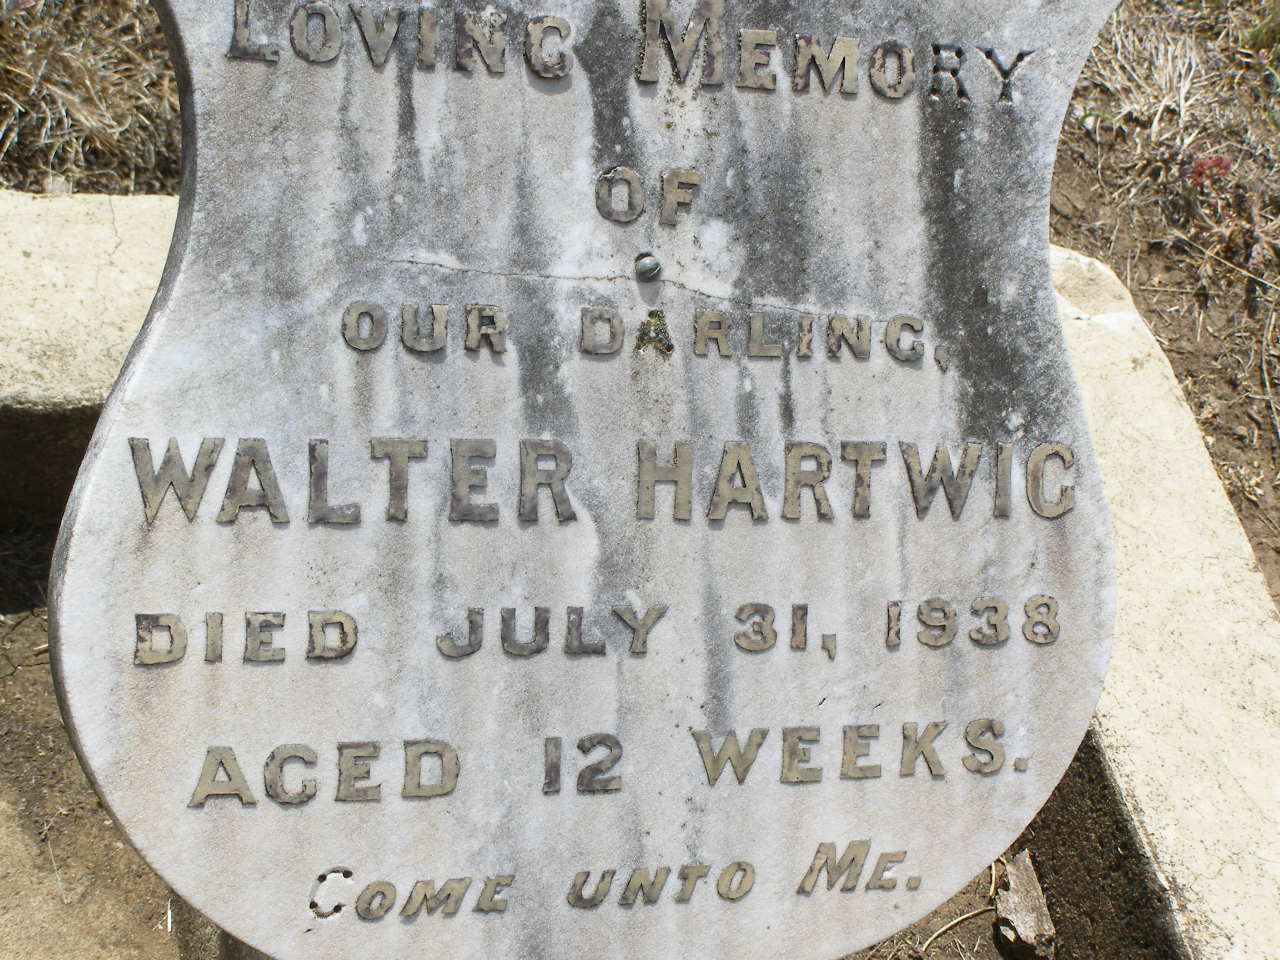 LOVING MEMORY
OF
OUR DARLING,
WALTER HARTWIG
DIED JULY 31, 1938
AGED 12 WEEKS.
COME UNTO ME.